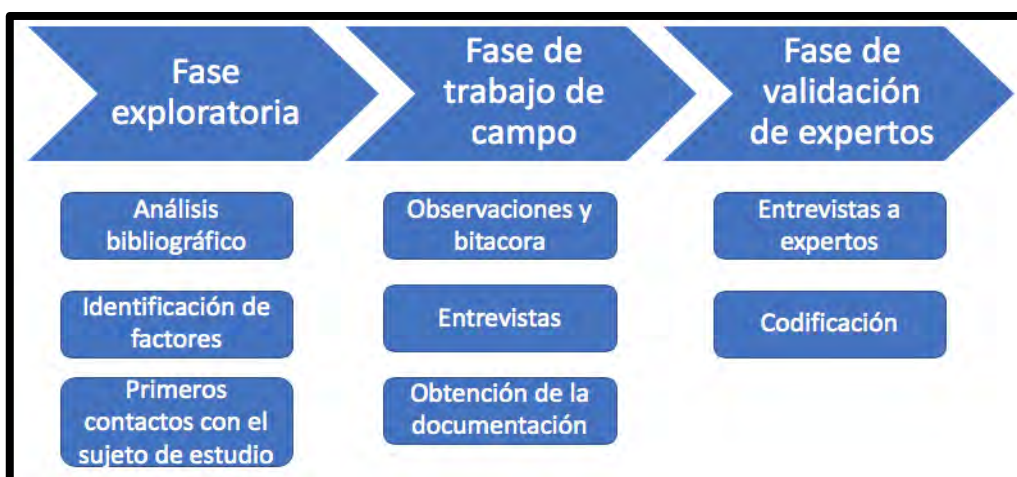 Fase
exploratoria
Fase de
trabajo de
campo
Fase de
validación
de expertos
Análisis
bibliográfico
Identificación de
factores
Primeros
contactos con el
sujeto de estudio
Observaciones y
bitacora
Entrevistas
Obtención de la
documentación
Entrevistas a
expertos
Codificación